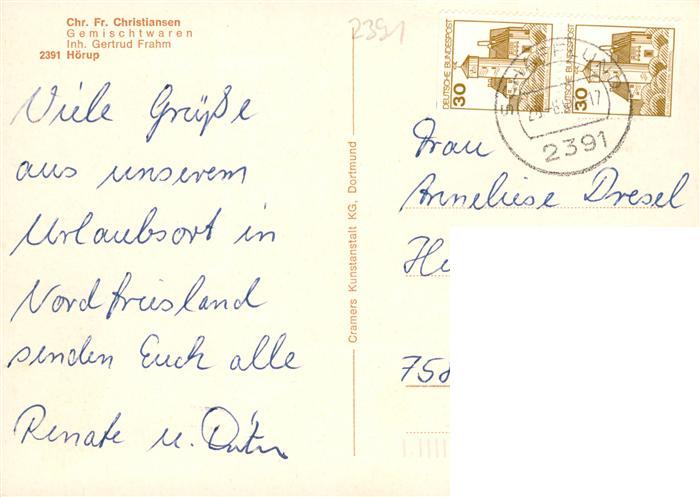 Chr. Fr. Christiansen
Gemischtwaren
Inh. Gertrud Frahm
2391 Hörup
Viele Grüße
aus unserem
Urlaubsort in
Nordfriesland
senden Euch alle
Renate u.
Cramers Kunstanstalt KG, Dortmund
2391
DEUTSCHE BUNDESPOST
30
DEUTSCHE BUNDESPOST
30
2391
Frau
Anneliese Dresel